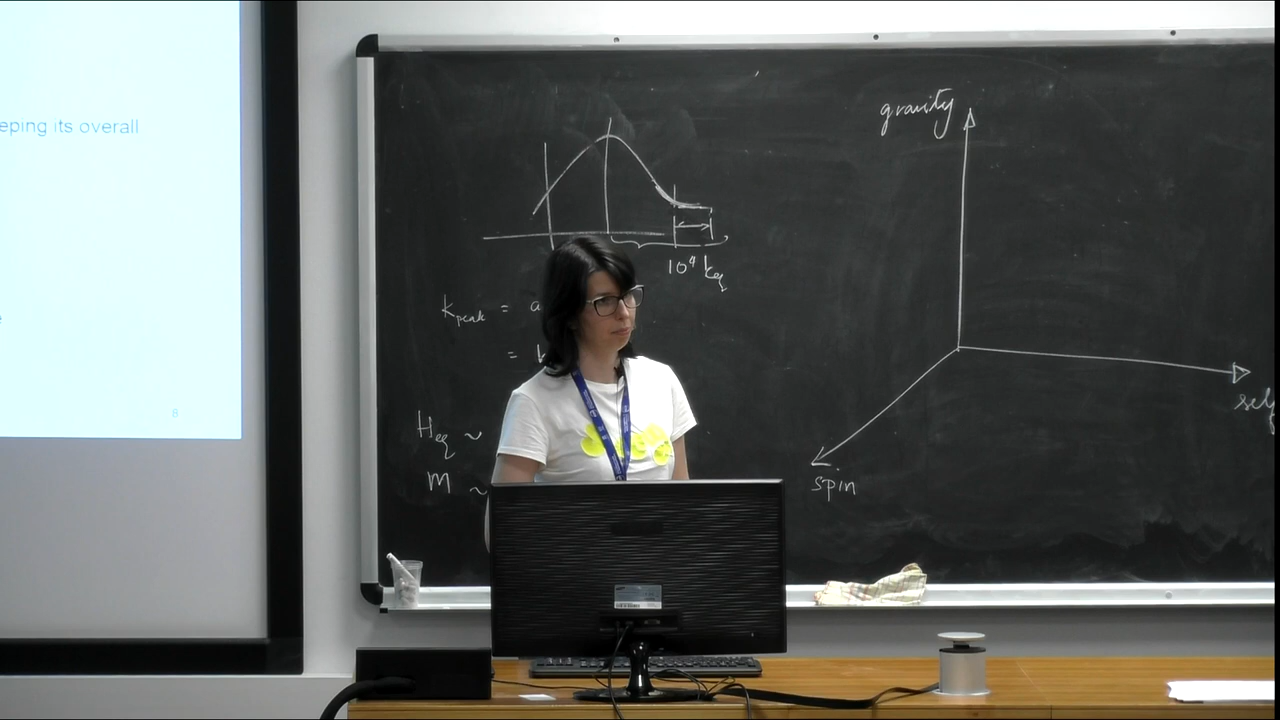 eping its overall
8
gravity
10⁴ k_eq
k_peak = a
=
H_eq ~
m ~
self
spin